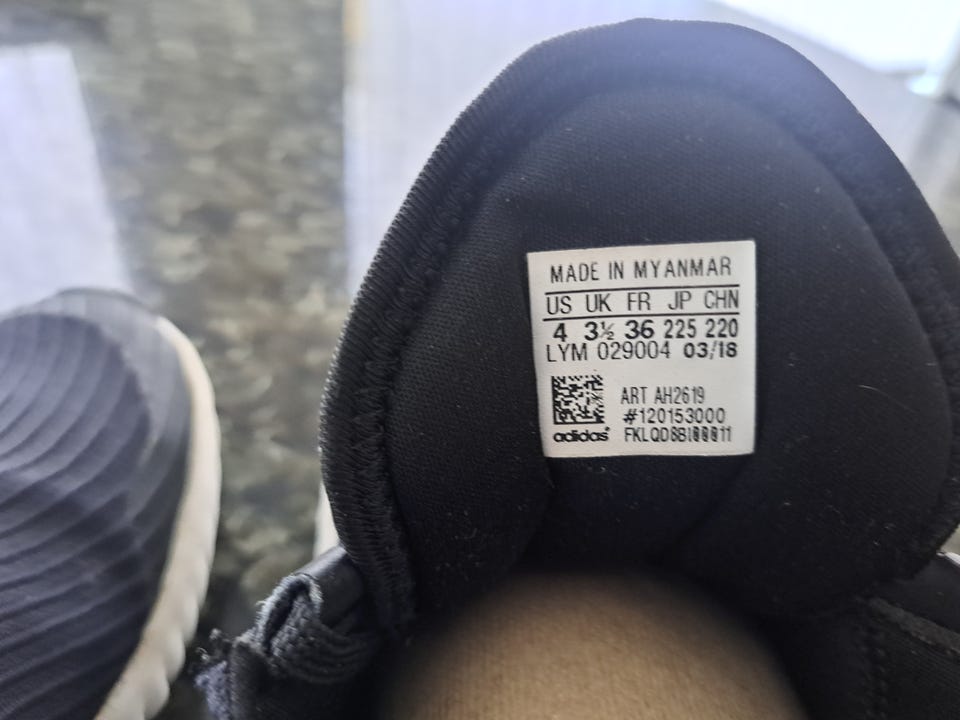 MADE IN MYANMAR
US UK FR JP CHN
4 3½ 36 225 220
LYM 029004 03/18
ART AH2619
#120153000
adidas